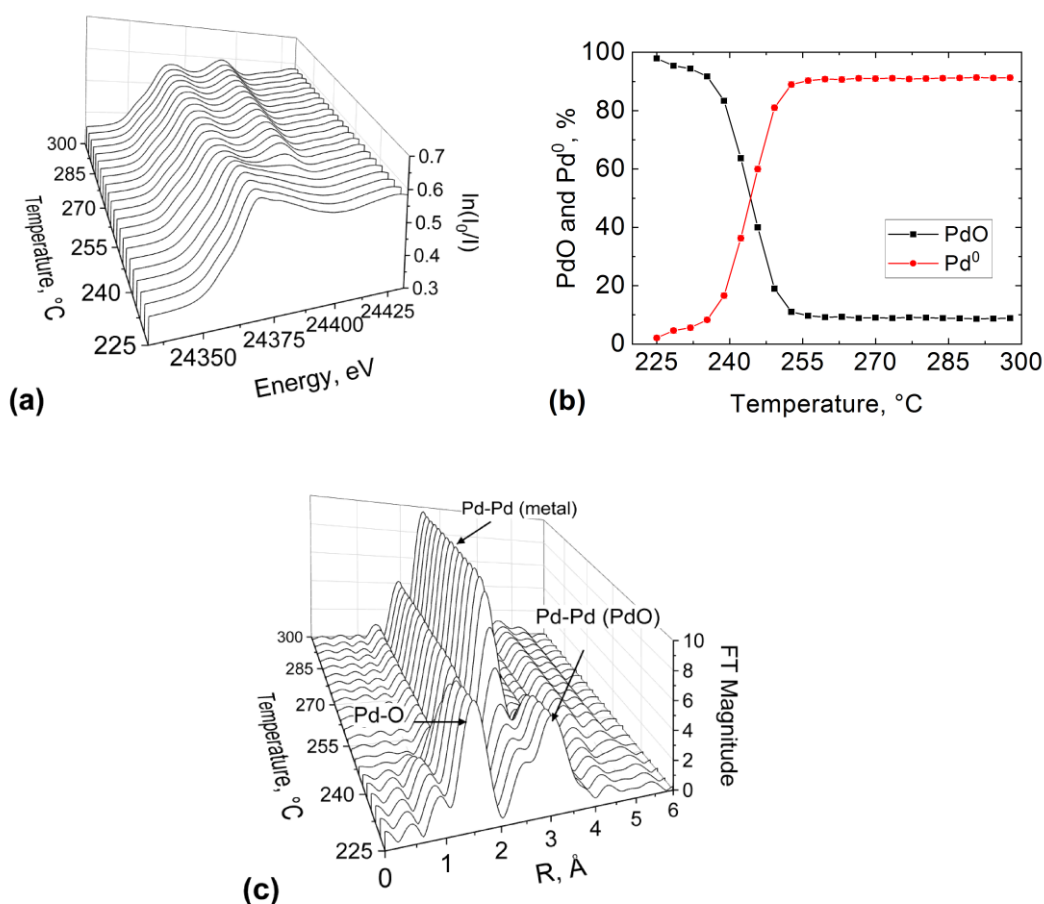 0.7
0.6
0.5
0.4
0.3
ln(I0/I)
300
285
270
255
240
225
Temperature, °C
24350
24375
24400
24425
Energy, eV
(a)
100
80
60
40
20
0
PdO and Pd⁰, %
PdO
Pd⁰
225 240 255 270 285 300
Temperature, °C
(b)
Pd-Pd (metal)
Pd-Pd (PdO)
Pd-O
10
8
6
4
2
0
FT Magnitude
300
285
270
255
240
225
Temperature, °C
0 1 2 3 4 5 6
R, Å
(c)